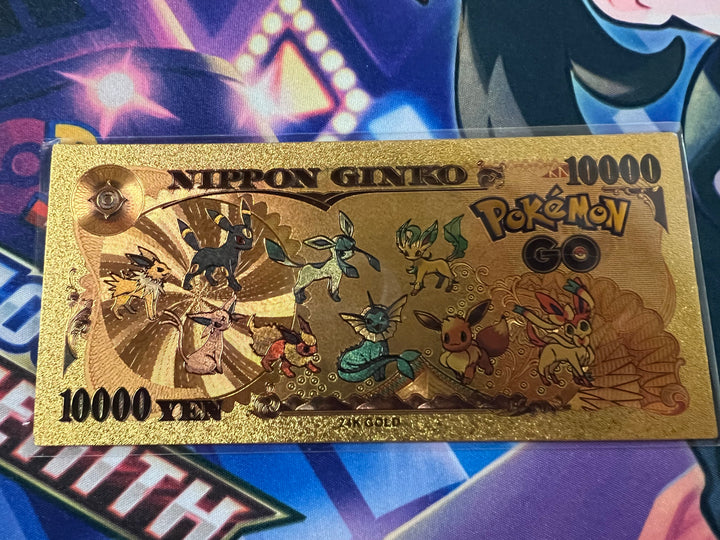 NIPPON GINKO
10000
POKéMON
GO
10000 YEN
24K GOLD